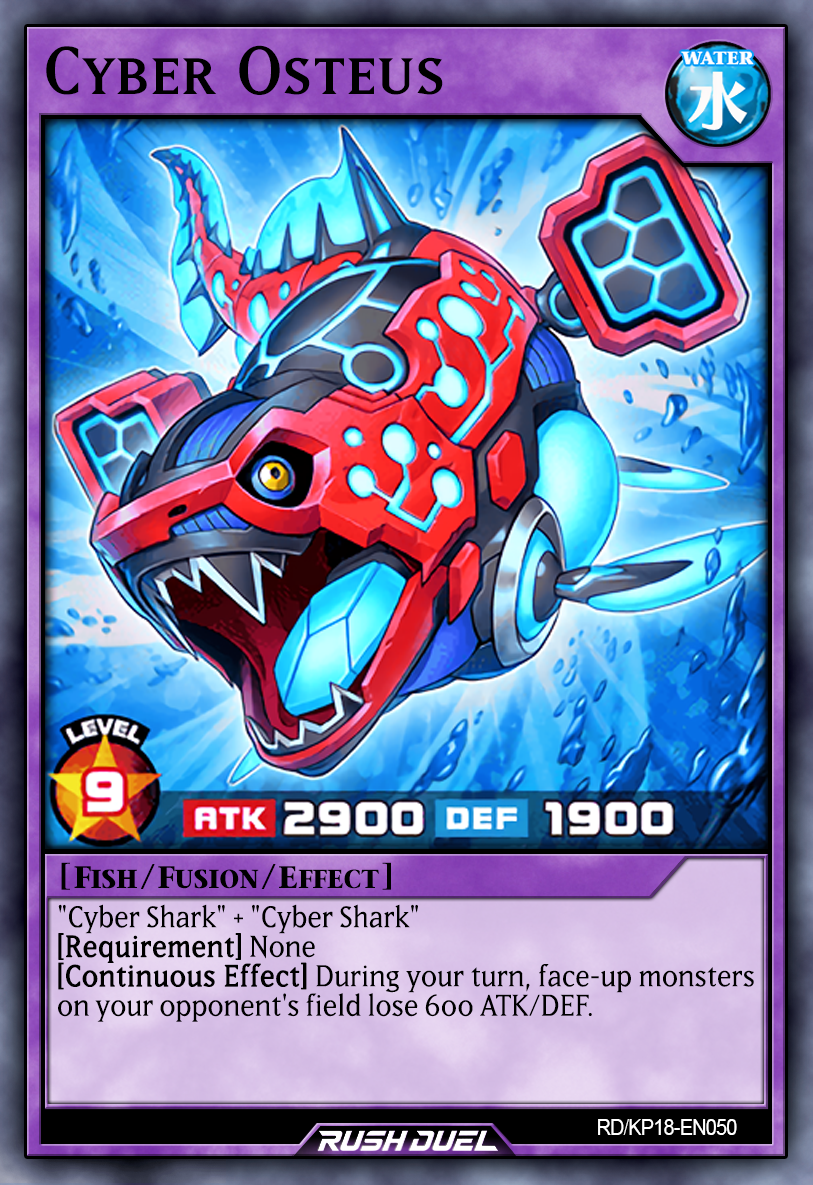 Cyber Osteus
WATER
水
LEVEL
9
ATK 2900 DEF 1900
[Fish/Fusion/Effect]
"Cyber Shark" + "Cyber Shark"
[Requirement] None
[Continuous Effect] During your turn, face-up monsters
on your opponent's field lose 600 ATK/DEF.
RD/KP18-EN050
RUSH DUEL